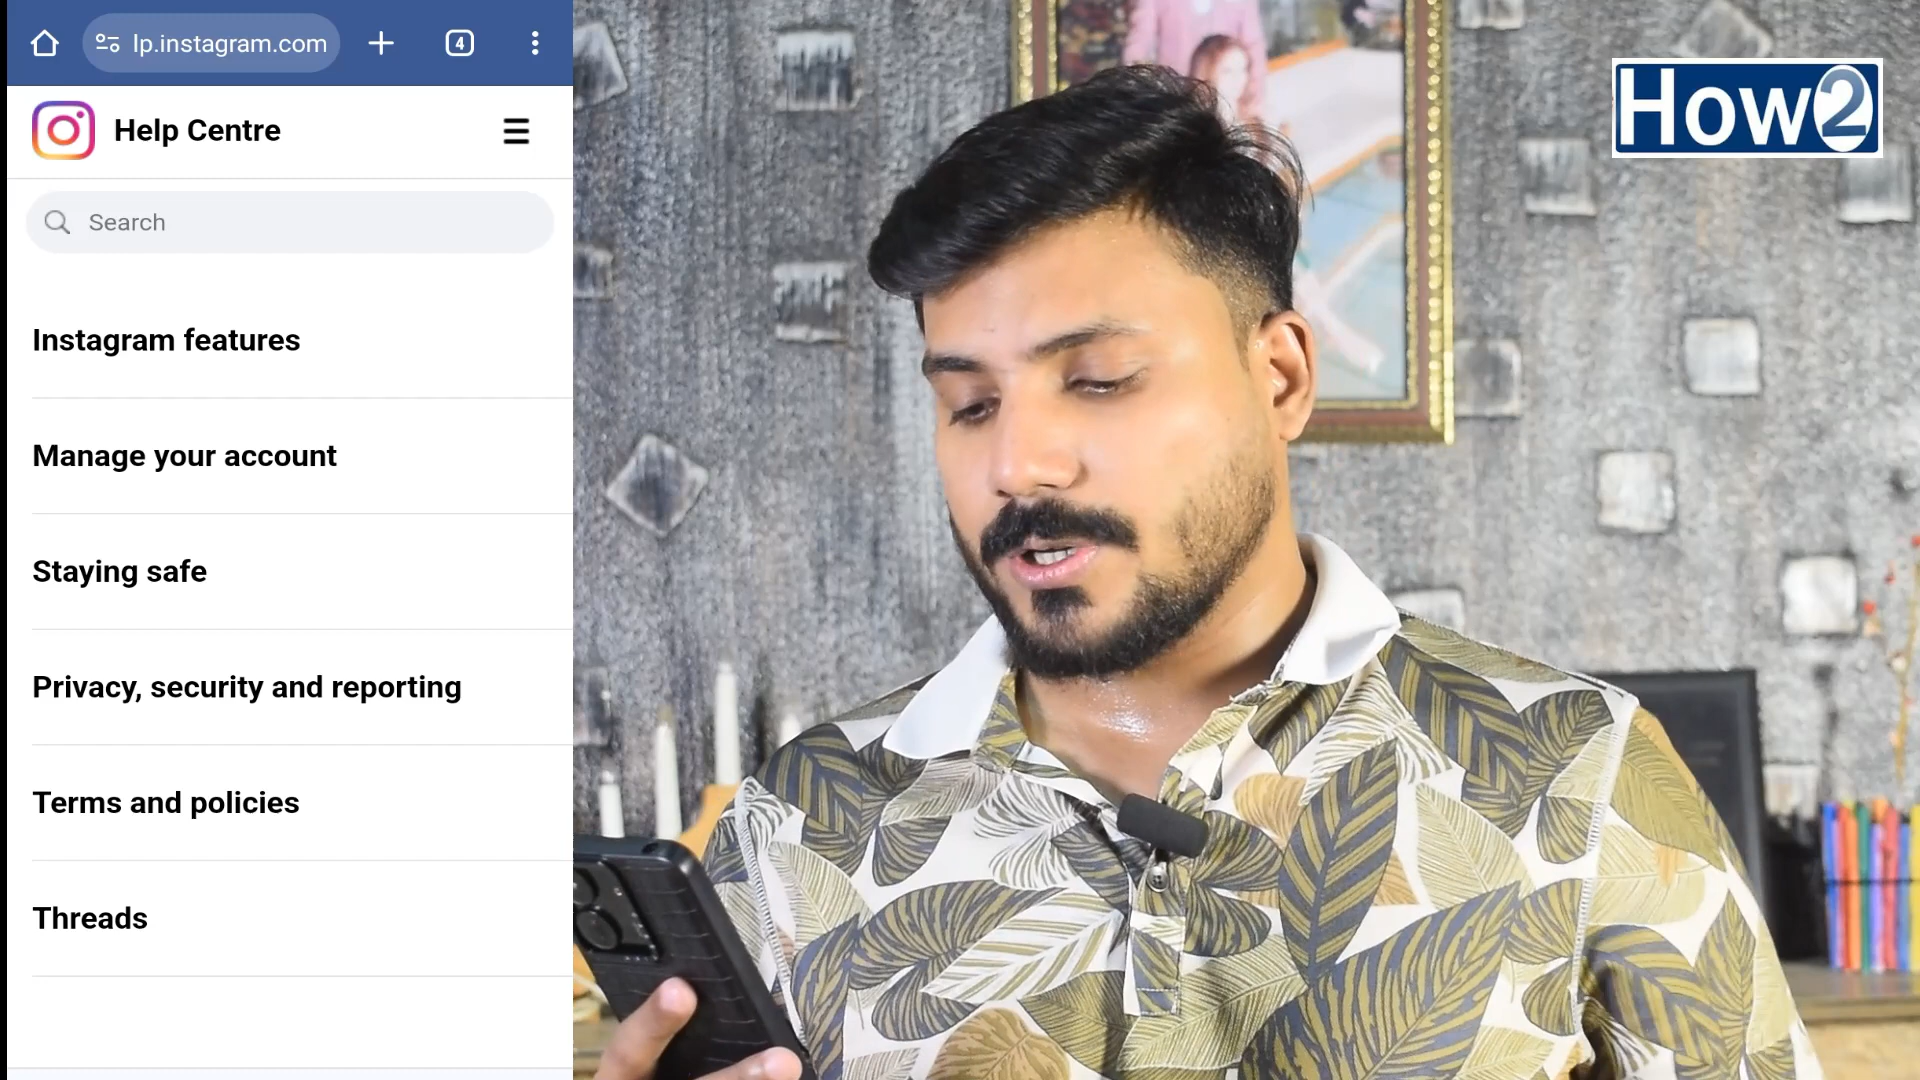 lp.instagram.com
4
Help Centre
Search
Instagram features
Manage your account
Staying safe
Privacy, security and reporting
Terms and policies
Threads
How2